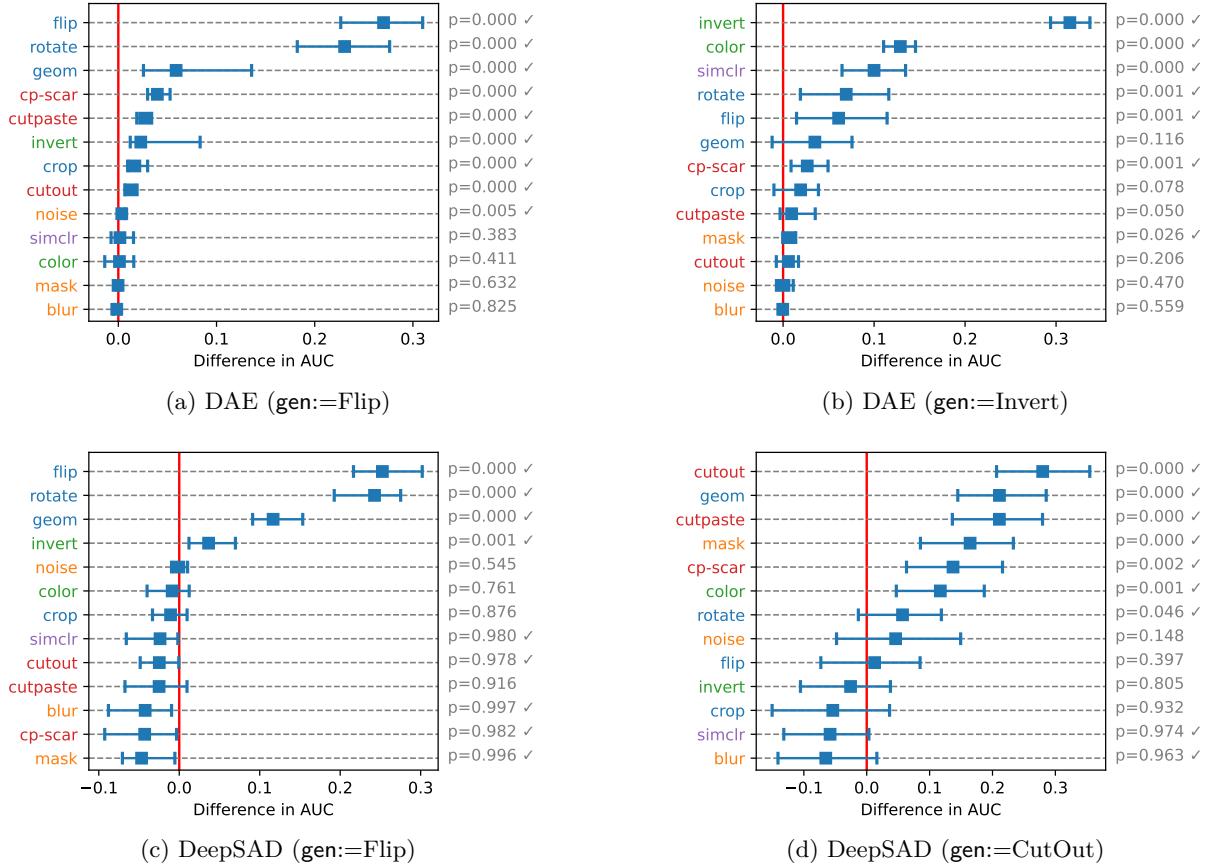 flip p=0.000 ✓
rotate p=0.000 ✓
geom p=0.000 ✓
cp-scar p=0.000 ✓
cutpaste p=0.000 ✓
invert p=0.000 ✓
crop p=0.000 ✓
cutout p=0.000 ✓
noise p=0.005 ✓
simclr p=0.383
color p=0.411
mask p=0.632
blur p=0.825
0.0 0.1 0.2 0.3
Difference in AUC
(a) DAE (gen:=Flip)
invert p=0.000 ✓
color p=0.000 ✓
simclr p=0.000 ✓
rotate p=0.001 ✓
flip p=0.001 ✓
geom p=0.116
cp-scar p=0.001 ✓
crop p=0.078
cutpaste p=0.050
mask p=0.026 ✓
cutout p=0.206
noise p=0.470
blur p=0.559
0.0 0.1 0.2 0.3
Difference in AUC
(b) DAE (gen:=Invert)
flip p=0.000 ✓
rotate p=0.000 ✓
geom p=0.000 ✓
invert p=0.001 ✓
noise p=0.545
color p=0.761
crop p=0.876
simclr p=0.980 ✓
cutout p=0.978 ✓
cutpaste p=0.916
blur p=0.997 ✓
cp-scar p=0.982 ✓
mask p=0.996 ✓
−0.1 0.0 0.1 0.2 0.3
Difference in AUC
(c) DeepSAD (gen:=Flip)
cutout p=0.000 ✓
geom p=0.000 ✓
cutpaste p=0.000 ✓
mask p=0.000 ✓
cp-scar p=0.002 ✓
color p=0.001 ✓
rotate p=0.046 ✓
noise p=0.148
flip p=0.397
invert p=0.805
crop p=0.932
simclr p=0.974 ✓
blur p=0.963 ✓
−0.1 0.0 0.1 0.2 0.3
Difference in AUC
(d) DeepSAD (gen:=CutOut)